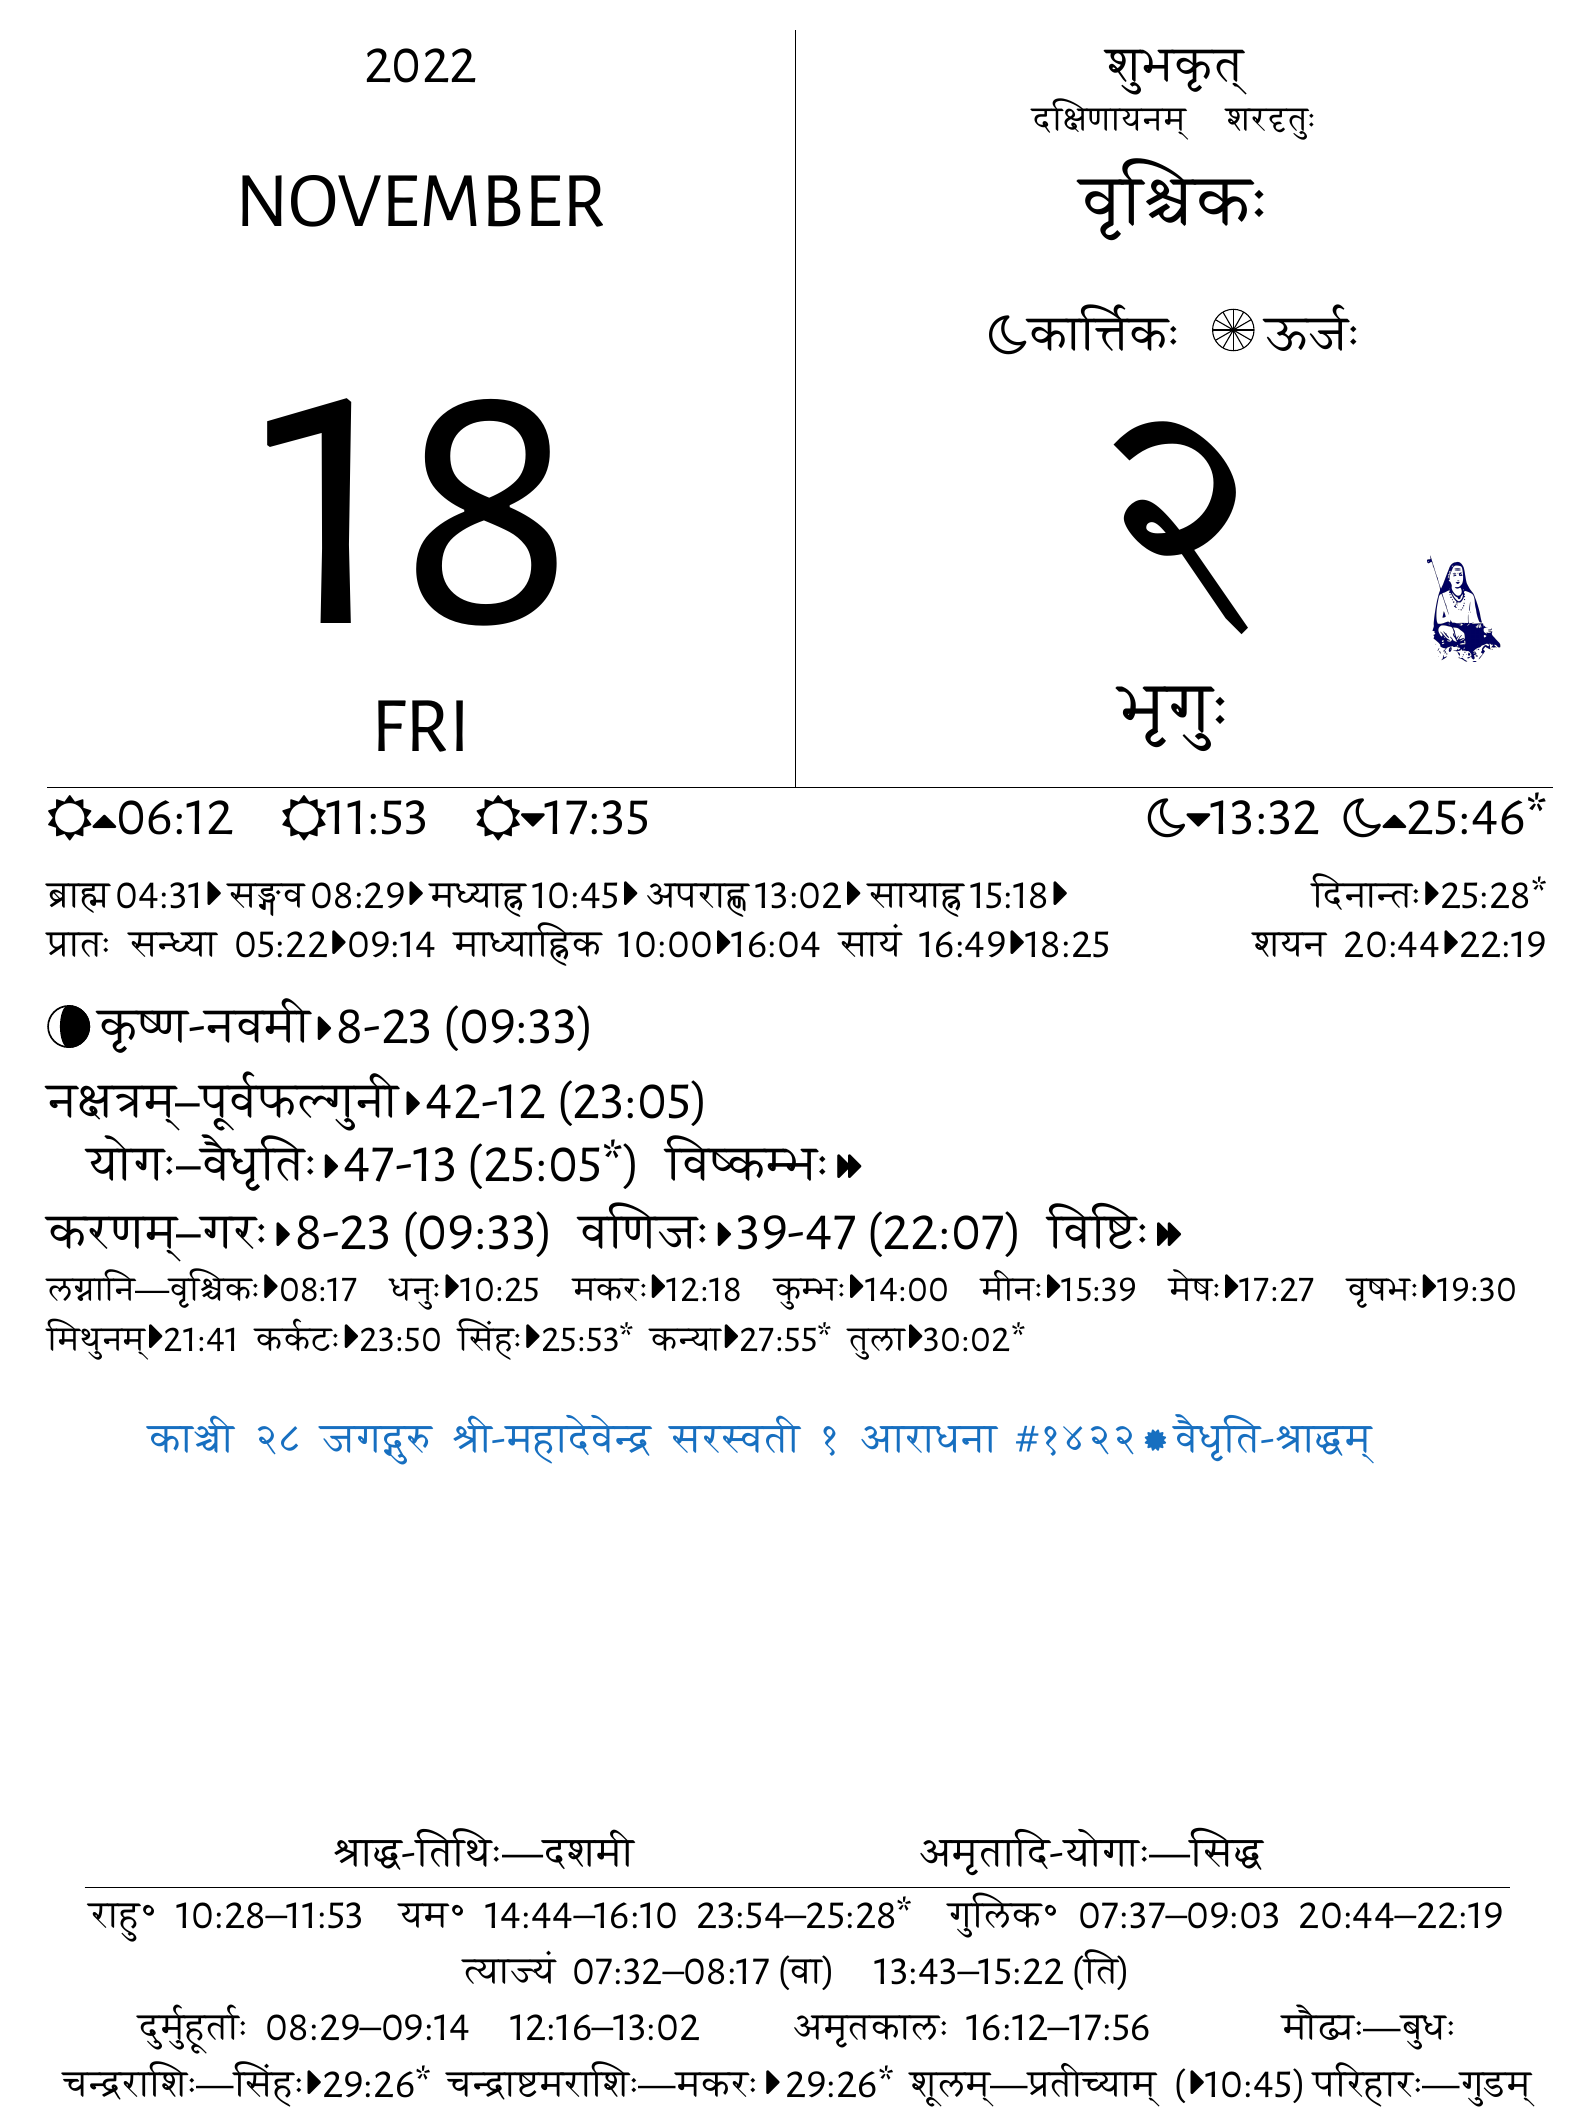 2022
NOVEMBER
18
FRI
शुभकृत्
दक्षिणायनम् शरदृतुः
वृश्चिकः
कार्त्तिकः ऊर्जः
२
भृगुः
06:12 11:53 17:35 13:32 25:46*
ब्राह्म 04:31 सङ्गव 08:29 मध्याह्न 10:45 अपराह्ण 13:02 सायाह्न 15:18 दिनान्तः 25:28*
प्रातः सन्ध्या 05:22 09:14 माध्याह्निक 10:00 16:04 सायं 16:49 18:25 शयन 20:44 22:19
कृष्ण-नवमी 8-23 (09:33)
नक्षत्रम्–पूर्वफल्गुनी 42-12 (23:05)
योगः–वैधृतिः 47-13 (25:05*) विष्कम्भः
करणम्–गरः 8-23 (09:33) वणिजः 39-47 (22:07) विष्टिः
लग्नानि—वृश्चिकः 08:17 धनुः 10:25 मकरः 12:18 कुम्भः 14:00 मीनः 15:39 मेषः 17:27 वृषभः 19:30
मिथुनम् 21:41 कर्कटः 23:50 सिंहः 25:53* कन्या 27:55* तुला 30:02*
काञ्ची २८ जगद्गुरु श्री-महादेवेन्द्र सरस्वती १ आराधना #१४२२ वैधृति-श्राद्धम्
श्राद्ध-तिथिः—दशमी अमृतादि-योगाः—सिद्ध
राहु॰ 10:28–11:53 यम॰ 14:44–16:10 23:54–25:28* गुलिक॰ 07:37–09:03 20:44–22:19
त्याज्यं 07:32–08:17 (वा) 13:43–15:22 (ति)
दुर्मुहूर्ताः 08:29–09:14 12:16–13:02 अमृतकालः 16:12–17:56 मौढ्यः—बुधः
चन्द्रराशिः—सिंहः 29:26* चन्द्राष्टमराशिः—मकरः 29:26* शूलम्—प्रतीच्याम् ( 10:45) परिहारः—गुडम्